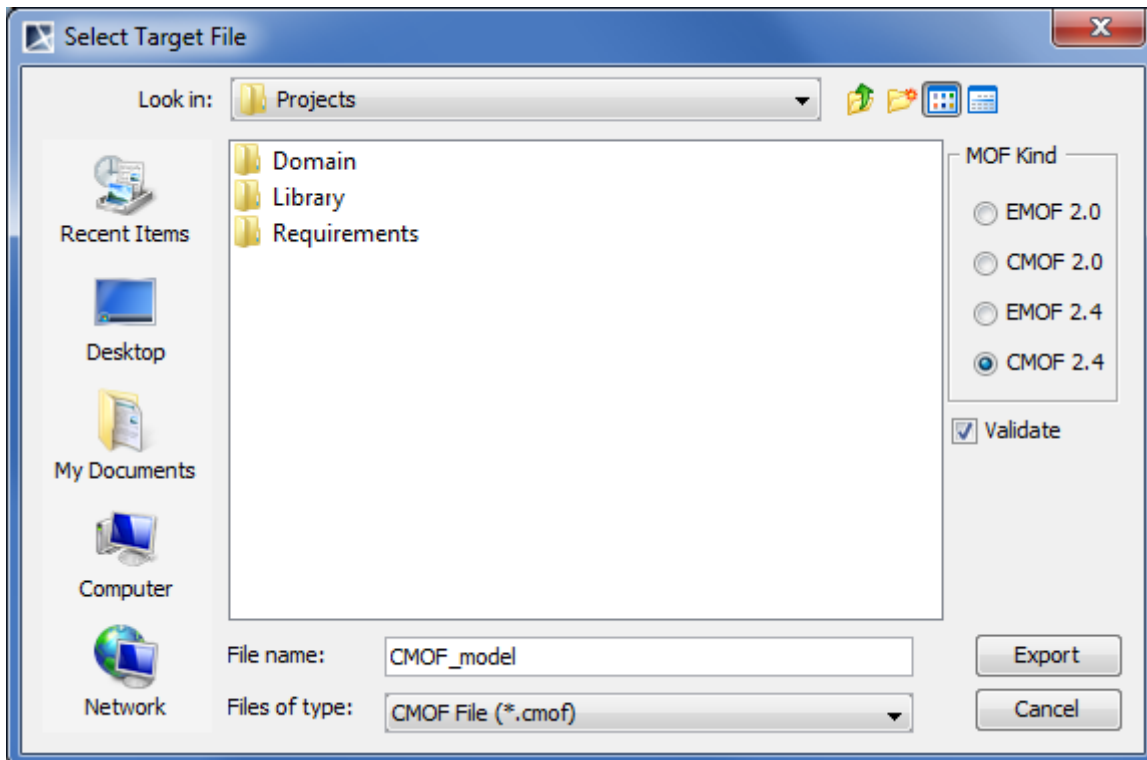 Select Target File
Look in: Projects
Recent Items
Desktop
My Documents
Computer
Network
Domain
Library
Requirements
MOF Kind
EMOF 2.0
CMOF 2.0
EMOF 2.4
CMOF 2.4
Validate
File name: CMOF_model
Export
Files of type: CMOF File (*.cmof)
Cancel